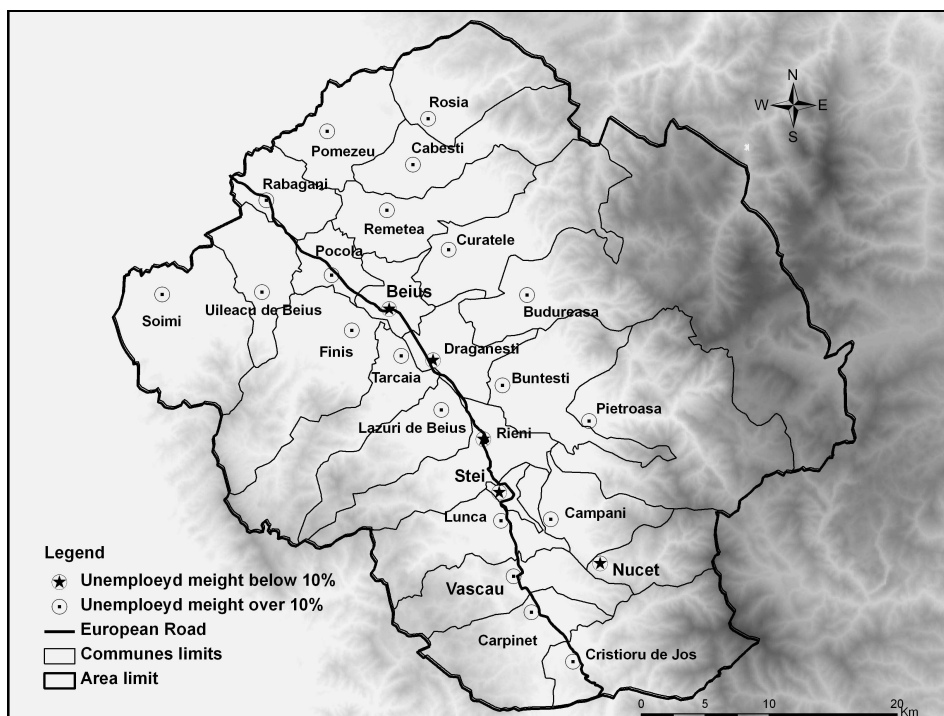 N
W E
S
Rosia
Pomezeu
Cabesti
Rabagani
Remetea
Curatele
Pocola
Beius
Soimi
Uileacu de Beius
Budureasa
Finis
Draganesti
Tarcaia
Buntesti
Pietroasa
Lazuri de Beius
Rieni
Stei
Lunca
Campani
Nucet
Vascau
Carpinet
Cristioru de Jos
Legend
Unemploeyd meight below 10%
Unemploeyd meight over 10%
European Road
Communes limits
Area limit
0 10 20
Km